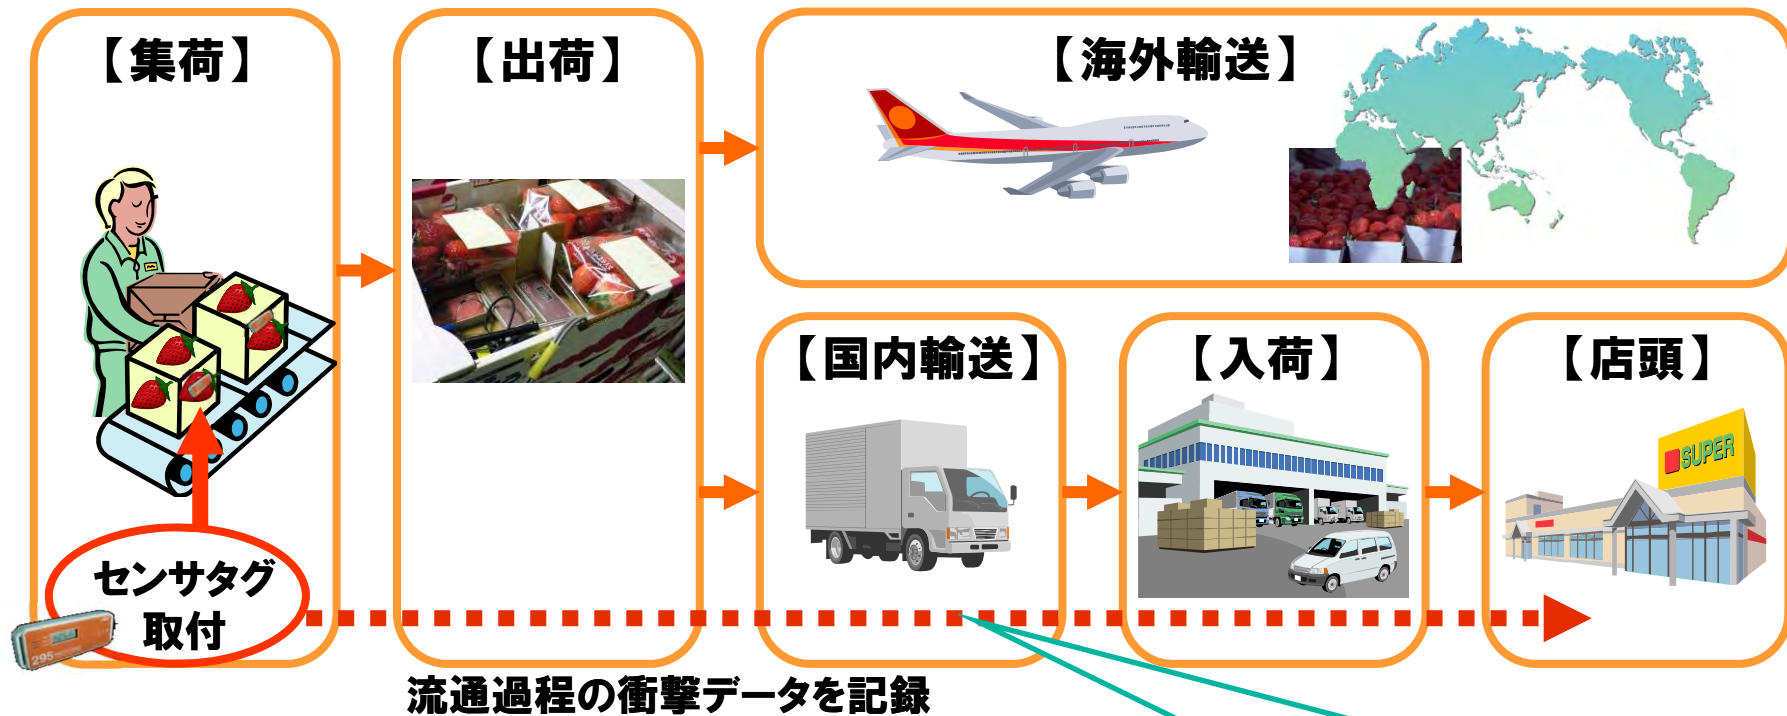 【集荷】
【出荷】
【海外輸送】
【国内輸送】
【入荷】
【店頭】
SUPER
センサタグ
取付
295
流通過程の衝撃データを記録